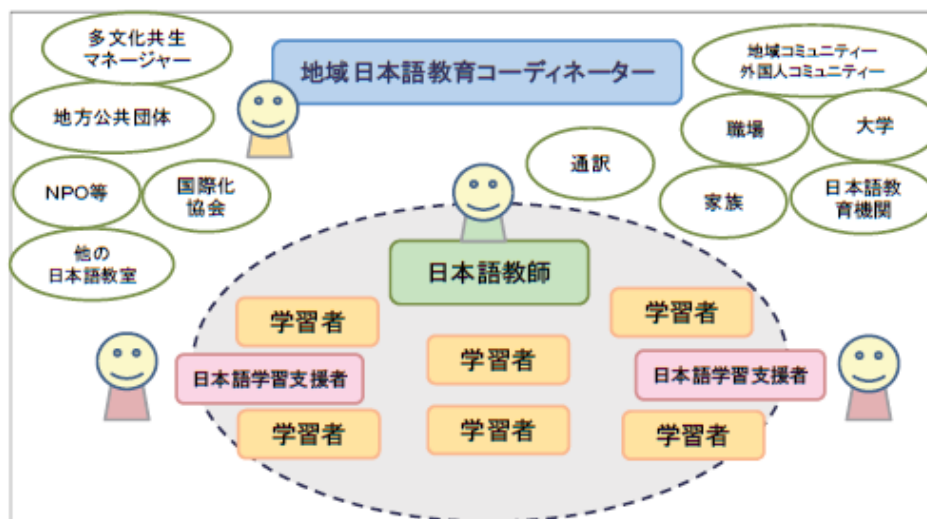 多文化共生
マネージャー
地域日本語教育コーディネーター
地域コミュニティー
外国人コミュニティー
地方公共団体
職場
大学
通訳
NPO等
国際化
協会
家族
日本語教
育機関
他の
日本語教室
日本語教師
学習者
学習者
学習者
日本語学習支援者
日本語学習支援者
学習者
学習者
学習者